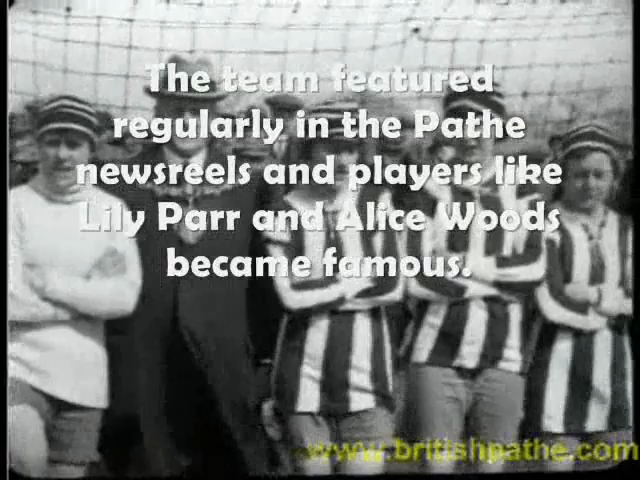 The team featured
regularly in the Pathe
newsreels and players like
Lily Parr and Alice Woods
became famous.
www.britishpathe.com